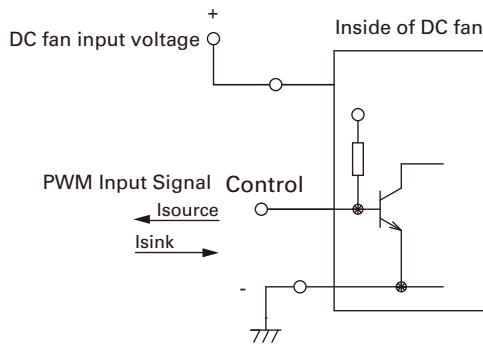 +
DC fan input voltage
Inside of DC fan
PWM Input Signal Control
Isource
Isink
-